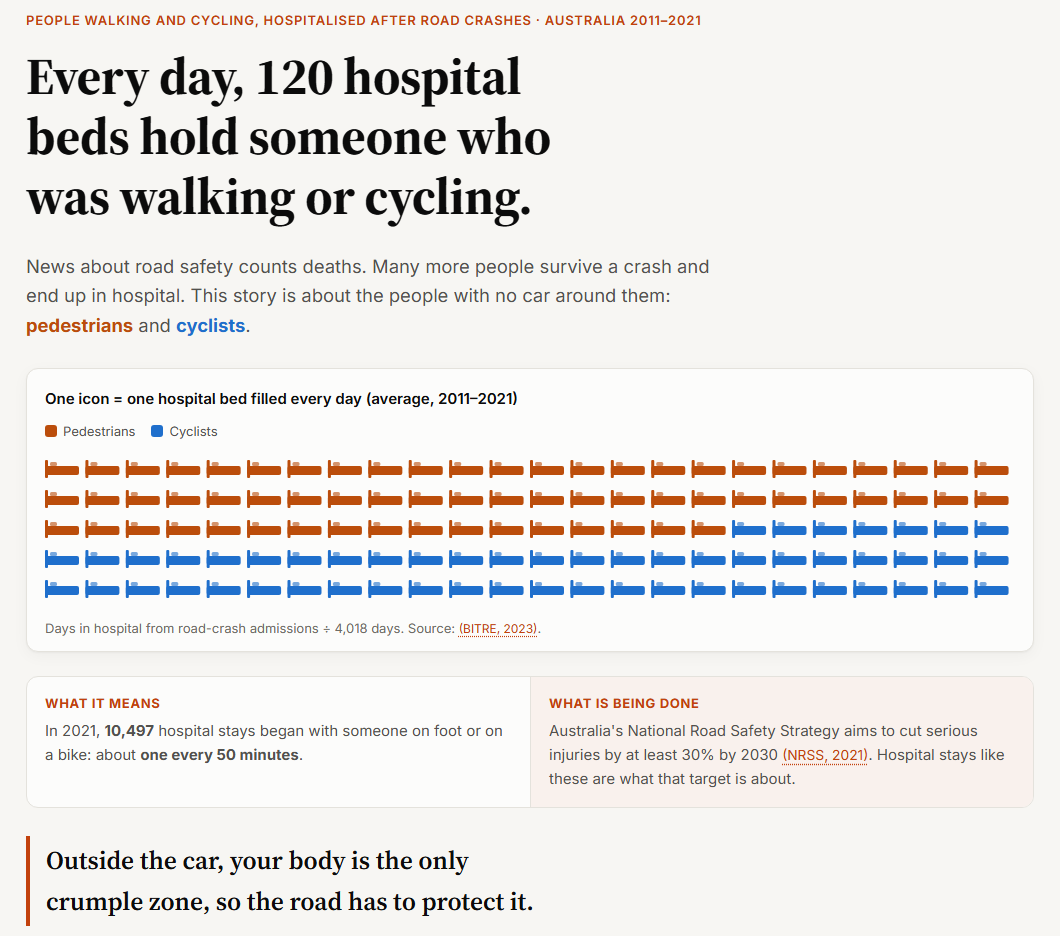 PEOPLE WALKING AND CYCLING, HOSPITALISED AFTER ROAD CRASHES · AUSTRALIA 2011–2021
Every day, 120 hospital
beds hold someone who
was walking or cycling.
News about road safety counts deaths. Many more people survive a crash and
end up in hospital. This story is about the people with no car around them:
pedestrians and cyclists.
One icon = one hospital bed filled every day (average, 2011–2021)
Pedestrians Cyclists
Days in hospital from road-crash admissions ÷ 4,018 days. Source: (BITRE, 2023).
WHAT IT MEANS
In 2021, 10,497 hospital stays began with someone on foot or on
a bike: about one every 50 minutes.
WHAT IS BEING DONE
Australia's National Road Safety Strategy aims to cut serious
injuries by at least 30% by 2030 (NRSS, 2021). Hospital stays like
these are what that target is about.
Outside the car, your body is the only
crumple zone, so the road has to protect it.